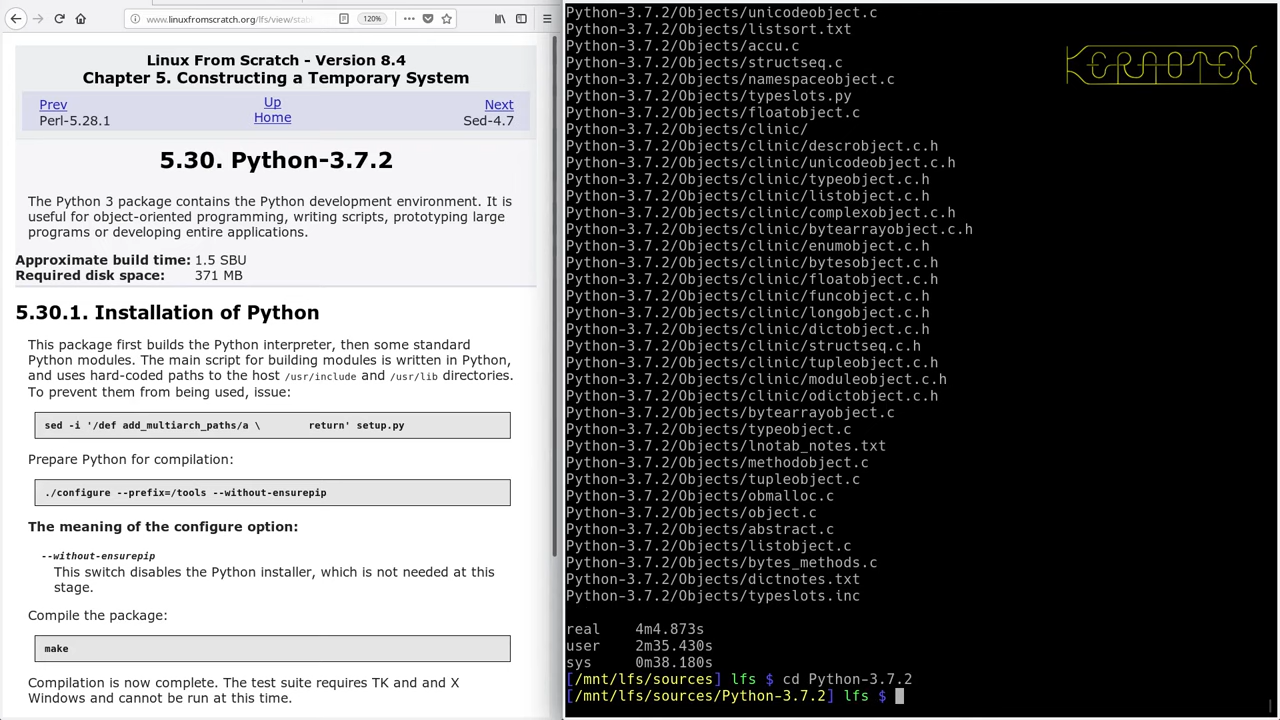 www.linuxfromscratch.org/lfs/view/stab
120%
Linux From Scratch - Version 8.4
Chapter 5. Constructing a Temporary System
Prev Up Next
Perl-5.28.1 Home Sed-4.7
5.30. Python-3.7.2
The Python 3 package contains the Python development environment. It is
useful for object-oriented programming, writing scripts, prototyping large
programs or developing entire applications.
Approximate build time: 1.5 SBU
Required disk space: 371 MB
5.30.1. Installation of Python
This package first builds the Python interpreter, then some standard
Python modules. The main script for building modules is written in Python,
and uses hard-coded paths to the host /usr/include and /usr/lib directories.
To prevent them from being used, issue:
sed -i '/def add_multiarch_paths/a \        return' setup.py
Prepare Python for compilation:
./configure --prefix=/tools --without-ensurepip
The meaning of the configure option:
--without-ensurepip
This switch disables the Python installer, which is not needed at this
stage.
Compile the package:
make
Compilation is now complete. The test suite requires TK and and X
Windows and cannot be run at this time.
Python-3.7.2/Objects/unicodeobject.c
Python-3.7.2/Objects/listsort.txt
Python-3.7.2/Objects/accu.c
Python-3.7.2/Objects/structseq.c
Python-3.7.2/Objects/namespaceobject.c
Python-3.7.2/Objects/typeslots.py
Python-3.7.2/Objects/floatobject.c
Python-3.7.2/Objects/clinic/
Python-3.7.2/Objects/clinic/descrobject.c.h
Python-3.7.2/Objects/clinic/unicodeobject.c.h
Python-3.7.2/Objects/clinic/typeobject.c.h
Python-3.7.2/Objects/clinic/listobject.c.h
Python-3.7.2/Objects/clinic/complexobject.c.h
Python-3.7.2/Objects/clinic/bytearrayobject.c.h
Python-3.7.2/Objects/clinic/enumobject.c.h
Python-3.7.2/Objects/clinic/bytesobject.c.h
Python-3.7.2/Objects/clinic/floatobject.c.h
Python-3.7.2/Objects/clinic/funcobject.c.h
Python-3.7.2/Objects/clinic/longobject.c.h
Python-3.7.2/Objects/clinic/dictobject.c.h
Python-3.7.2/Objects/clinic/structseq.c.h
Python-3.7.2/Objects/clinic/tupleobject.c.h
Python-3.7.2/Objects/clinic/moduleobject.c.h
Python-3.7.2/Objects/clinic/odictobject.c.h
Python-3.7.2/Objects/bytearrayobject.c
Python-3.7.2/Objects/typeobject.c
Python-3.7.2/Objects/lnotab_notes.txt
Python-3.7.2/Objects/methodobject.c
Python-3.7.2/Objects/tupleobject.c
Python-3.7.2/Objects/obmalloc.c
Python-3.7.2/Objects/object.c
Python-3.7.2/Objects/abstract.c
Python-3.7.2/Objects/listobject.c
Python-3.7.2/Objects/bytes_methods.c
Python-3.7.2/Objects/dictnotes.txt
Python-3.7.2/Objects/typeslots.inc
real 4m4.873s
user 2m35.430s
sys 0m38.180s
[/mnt/lfs/sources] lfs $ cd Python-3.7.2
[/mnt/lfs/sources/Python-3.7.2] lfs $